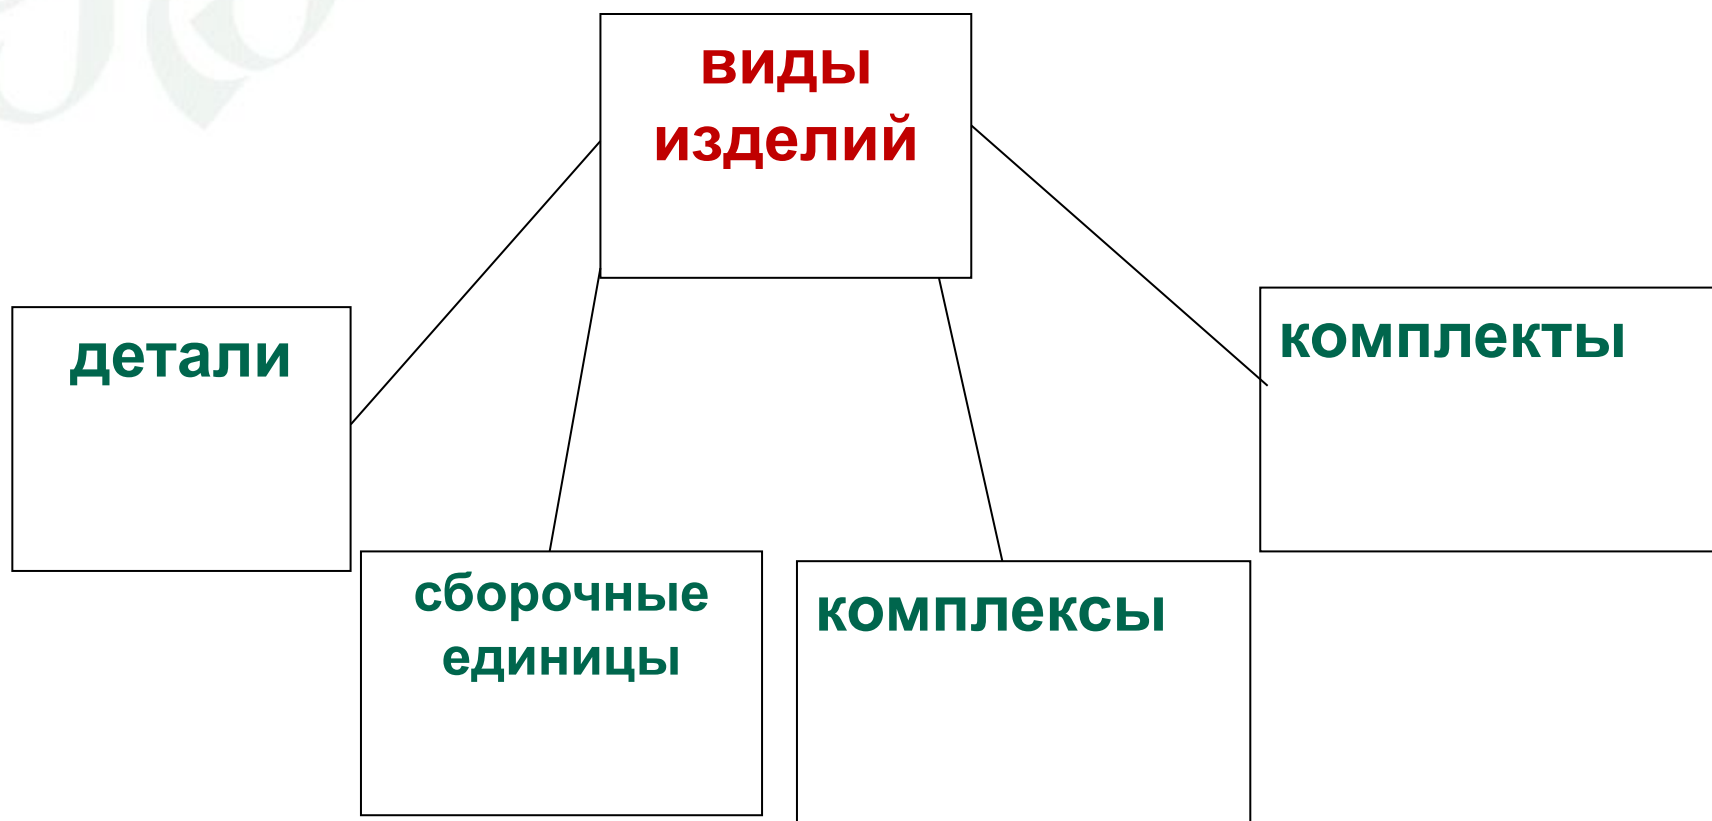 виды
изделий
детали
комплекты
сборочные
единицы
комплексы